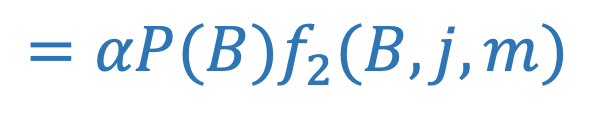 = αP(B)f₂(B,j,m)